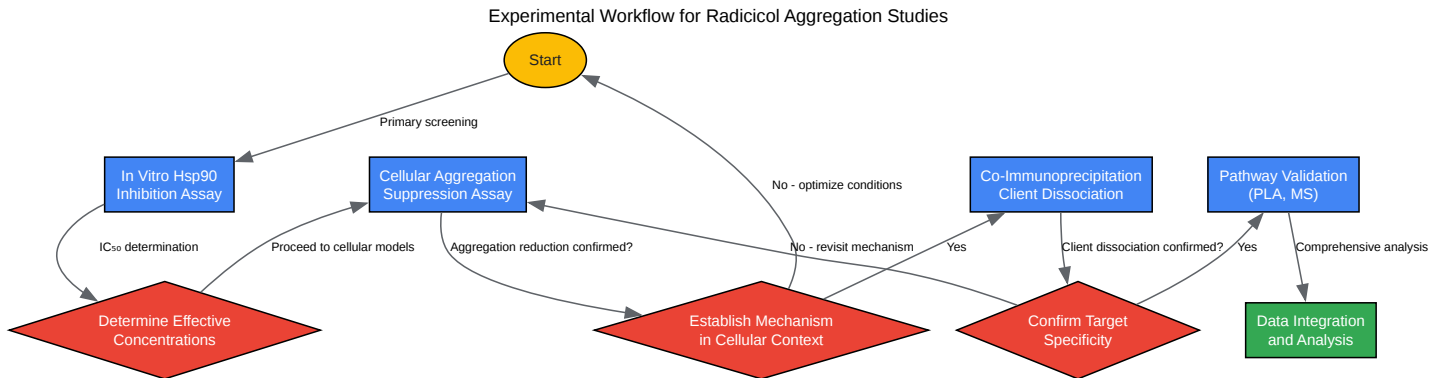 Experimental Workflow for Radicicol Aggregation Studies
Start
Primary screening
In Vitro Hsp90
Inhibition Assay
Cellular Aggregation
Suppression Assay
No - optimize conditions
Co-Immunoprecipitation
Client Dissociation
Pathway Validation
(PLA, MS)
IC₅₀ determination
Proceed to cellular models
Aggregation reduction confirmed?
No - revisit mechanism
Yes
Client dissociation confirmed?
Yes
Comprehensive analysis
Determine Effective
Concentrations
Establish Mechanism
in Cellular Context
Confirm Target
Specificity
Data Integration
and Analysis